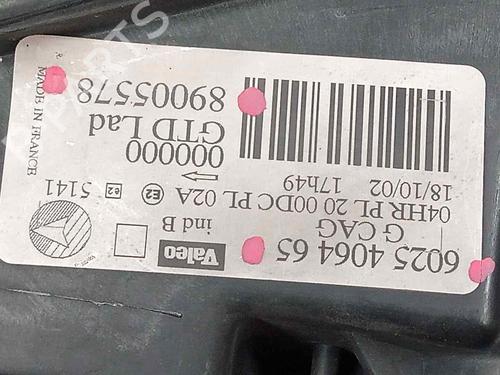 6025 4064 65
Valeo
G CAG
ind B
04HR PL 20 00DC PL 02A
E2 e2 5141
18/10/02 17h49
000000
GTD Lad
89005578
MADE IN FRANCE